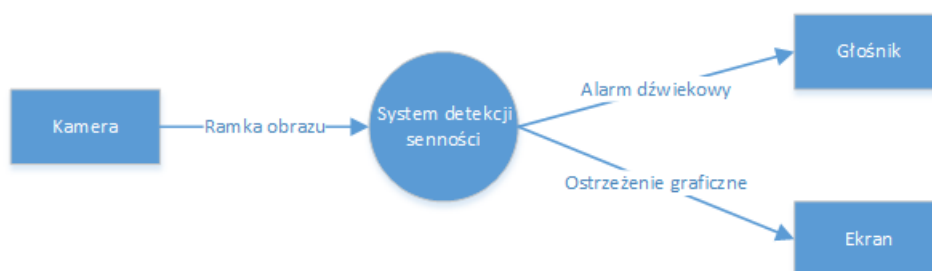 Kamera
Ramka obrazu
System detekcji
senności
Alarm dźwiekowy
Głośnik
Ostrzeżenie graficzne
Ekran